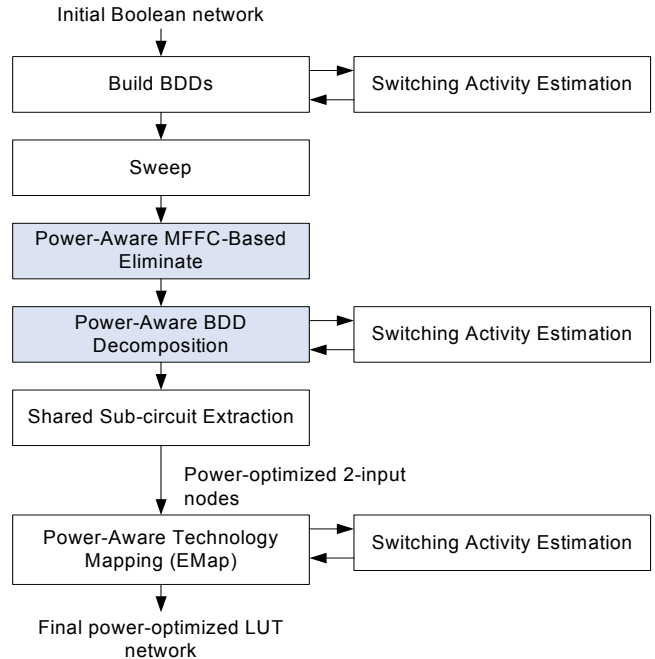 Initial Boolean network
Build BDDs
Switching Activity Estimation
Sweep
Power-Aware MFFC-Based
Eliminate
Power-Aware BDD
Decomposition
Switching Activity Estimation
Shared Sub-circuit Extraction
Power-optimized 2-input
nodes
Power-Aware Technology
Mapping (EMap)
Switching Activity Estimation
Final power-optimized LUT
network